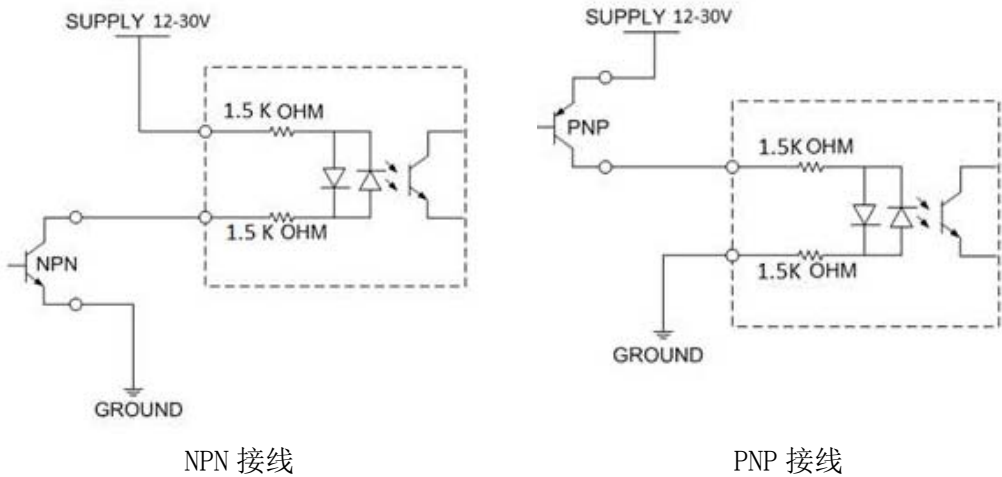 SUPPLY 12-30V
1.5 K OHM
1.5 K OHM
NPN
GROUND
NPN 接线
SUPPLY 12-30V
PNP
1.5K OHM
1.5K OHM
GROUND
PNP 接线